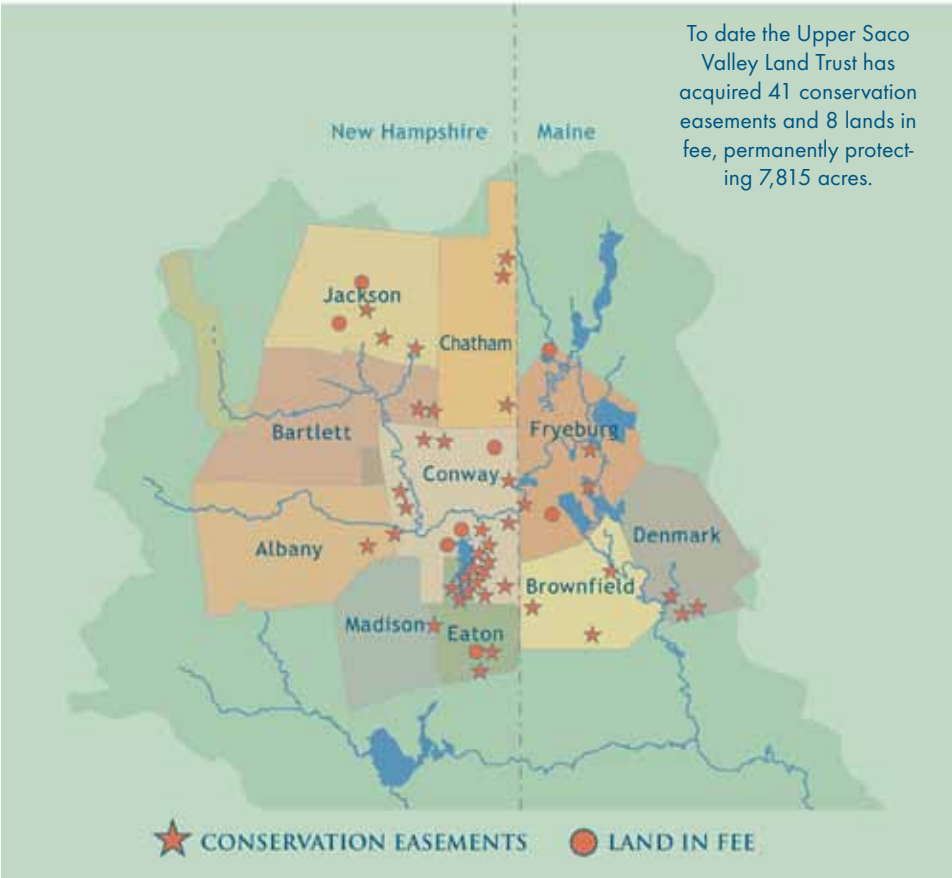 To date the Upper Saco
Valley Land Trust has
acquired 41 conservation
easements and 8 lands in
fee, permanently protect-
ing 7,815 acres.
New Hampshire
Maine
Jackson
Chatham
Bartlett
Fryeburg
Conway
Albany
Denmark
Brownfield
Madison
Eaton
CONSERVATION EASEMENTS
LAND IN FEE